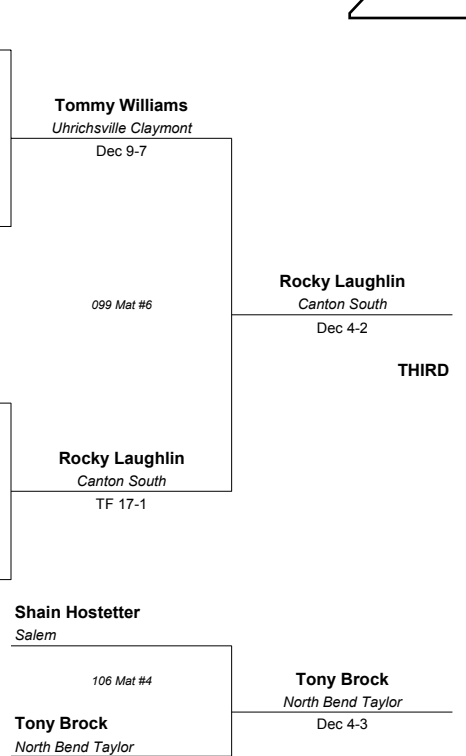 Tommy Williams
Uhrichsville Claymont
Dec 9-7
099 Mat #6
Rocky Laughlin
Canton South
Dec 4-2
THIRD
Rocky Laughlin
Canton South
TF 17-1
Shain Hostetter
Salem
106 Mat #4
Tony Brock
North Bend Taylor
Dec 4-3
Tony Brock
North Bend Taylor